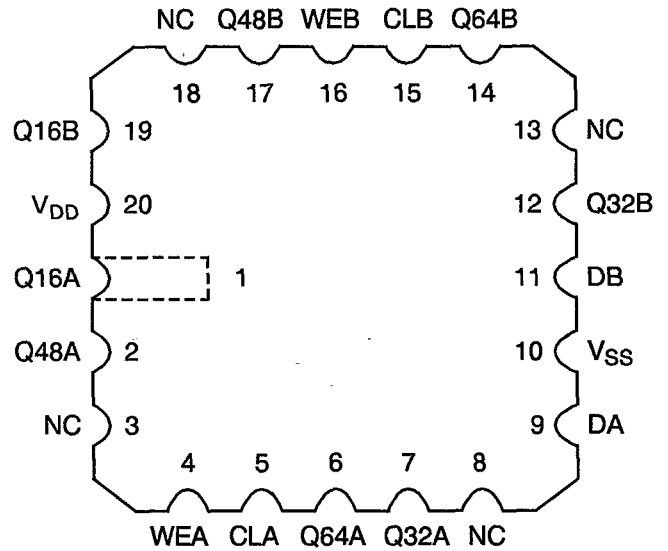 NC Q48B WEB CLB Q64B
18 17 16 15 14
Q16B 19 13 NC
VDD 20 12 Q32B
Q16A 1 11 DB
Q48A 2 10 VSS
NC 3 9 DA
4 5 6 7 8
WEA CLA Q64A Q32A NC